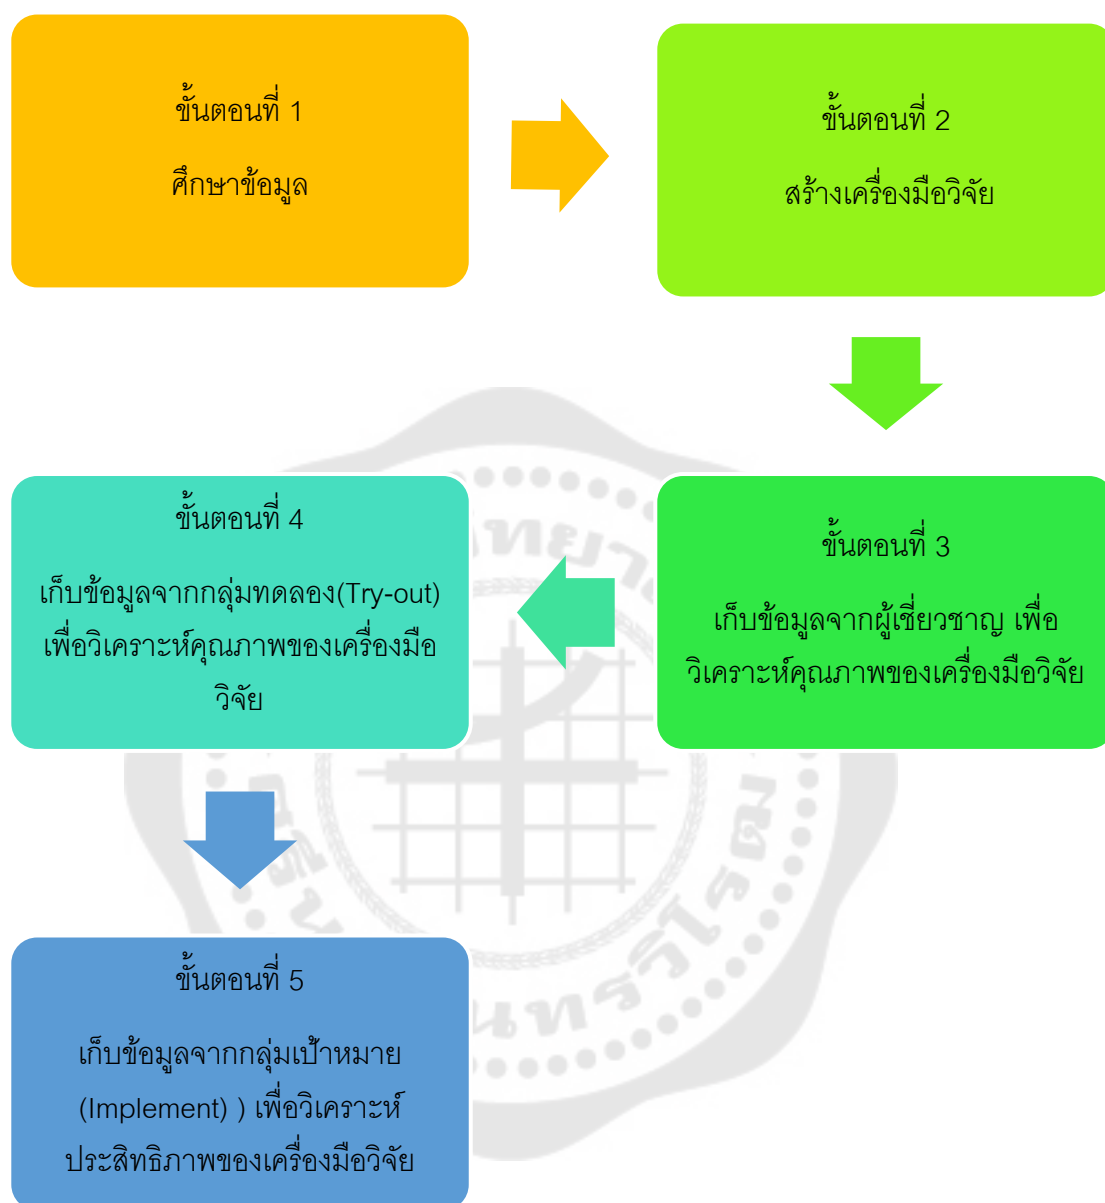 ขั้นตอนที่ 1
ศึกษาข้อมูล
ขั้นตอนที่ 2
สร้างเครื่องมือวิจัย
ขั้นตอนที่ 3
เก็บข้อมูลจากผู้เชี่ยวชาญ เพื่อ
วิเคราะห์คุณภาพของเครื่องมือวิจัย
ขั้นตอนที่ 4
เก็บข้อมูลจากกลุ่มทดลอง(Try-out)
เพื่อวิเคราะห์คุณภาพของเครื่องมือ
วิจัย
ขั้นตอนที่ 5
เก็บข้อมูลจากกลุ่มเป้าหมาย
(Implement) ) เพื่อวิเคราะห์
ประสิทธิภาพของเครื่องมือวิจัย